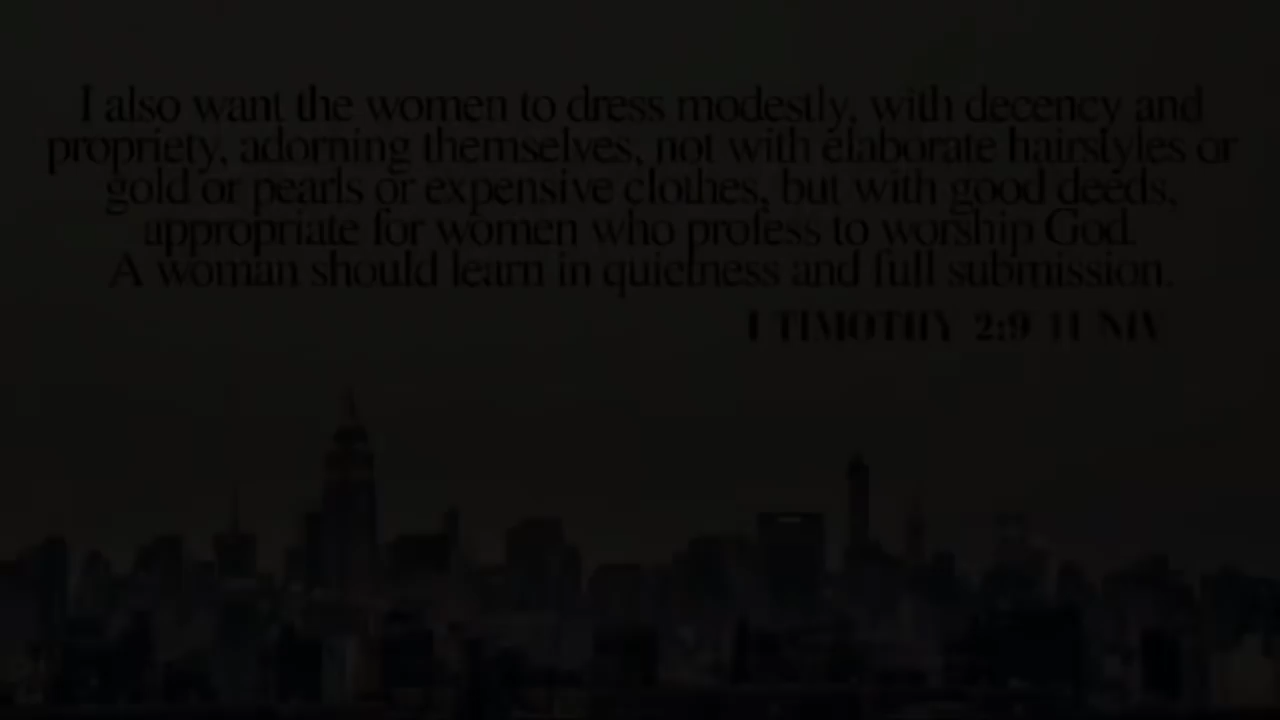 I also want the women to dress modestly, with decency and
propriety, adorning themselves, not with elaborate hairstyles or
gold or pearls or expensive clothes, but with good deeds,
appropriate for women who profess to worship God.
A woman should learn in quietness and full submission.
1 TIMOTHY 2:9 11 NIV